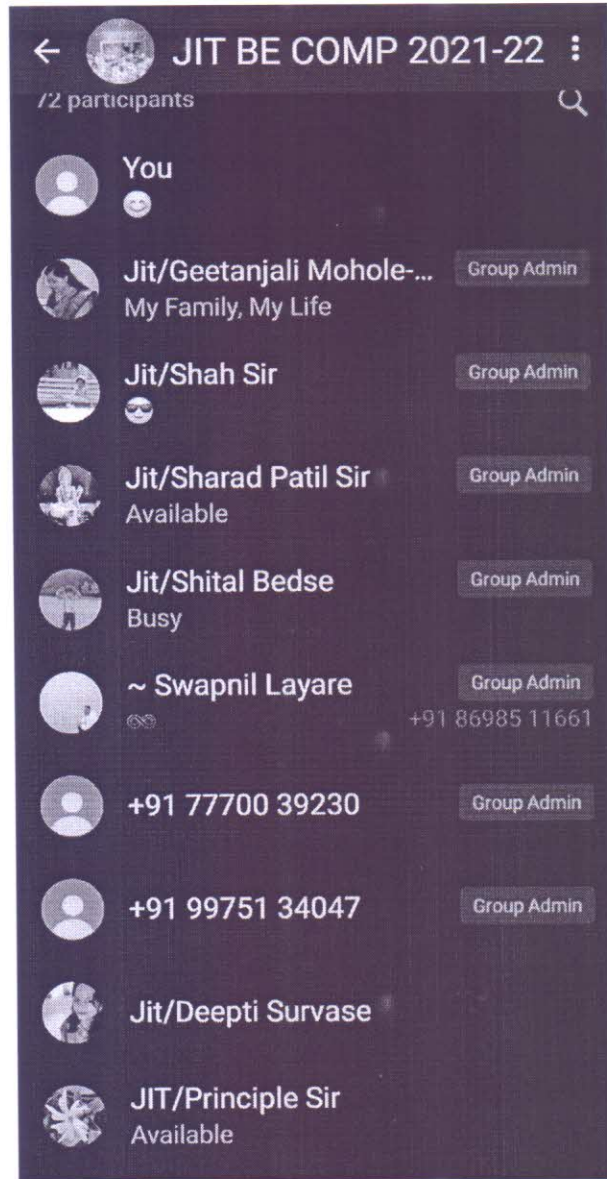 JIT BE COMP 2021-22
72 participants
You
😊
Jit/Geetanjali Mohole-...
Group Admin
My Family, My Life
Jit/Shah Sir
Group Admin
😎
Jit/Sharad Patil Sir
Group Admin
Available
Jit/Shital Bedse
Group Admin
Busy
~ Swapnil Layare
Group Admin
+91 86985 11661
+91 77700 39230
Group Admin
+91 99751 34047
Group Admin
Jit/Deepti Survase
JIT/Principle Sir
Available